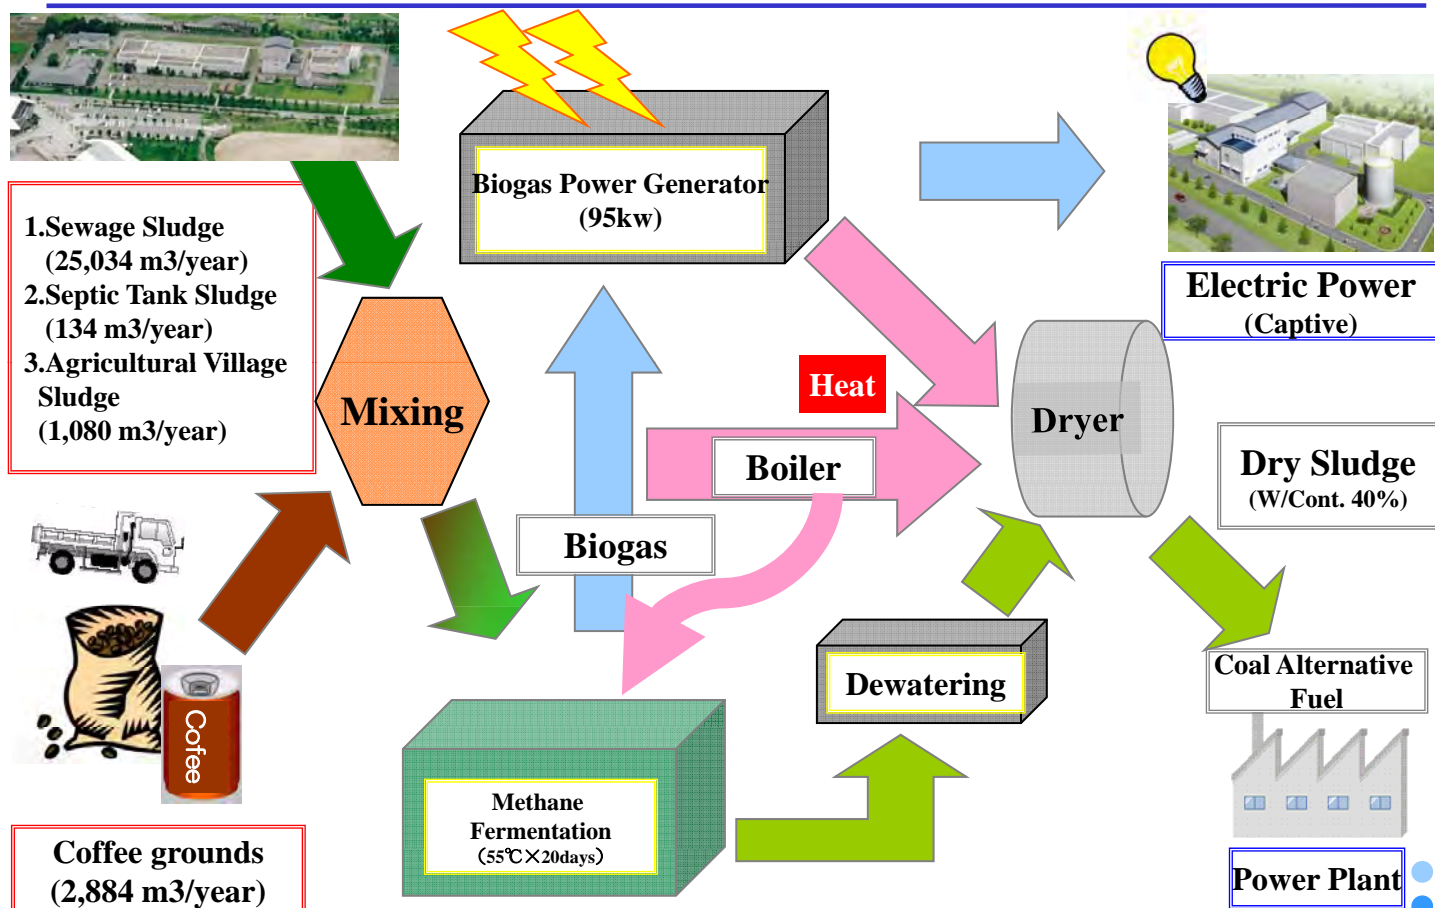 Biogas Power Generator
(95kw)
1.Sewage Sludge
(25,034 m3/year)
2.Septic Tank Sludge
(134 m3/year)
3.Agricultural Village
Sludge
(1,080 m3/year)
Electric Power
(Captive)
Mixing
Heat
Dryer
Boiler
Dry Sludge
(W/Cont. 40%)
Biogas
Dewatering
Coal Alternative
Fuel
Cofee
Methane
Fermentation
(55℃×20days)
Coffee grounds
(2,884 m3/year)
Power Plant